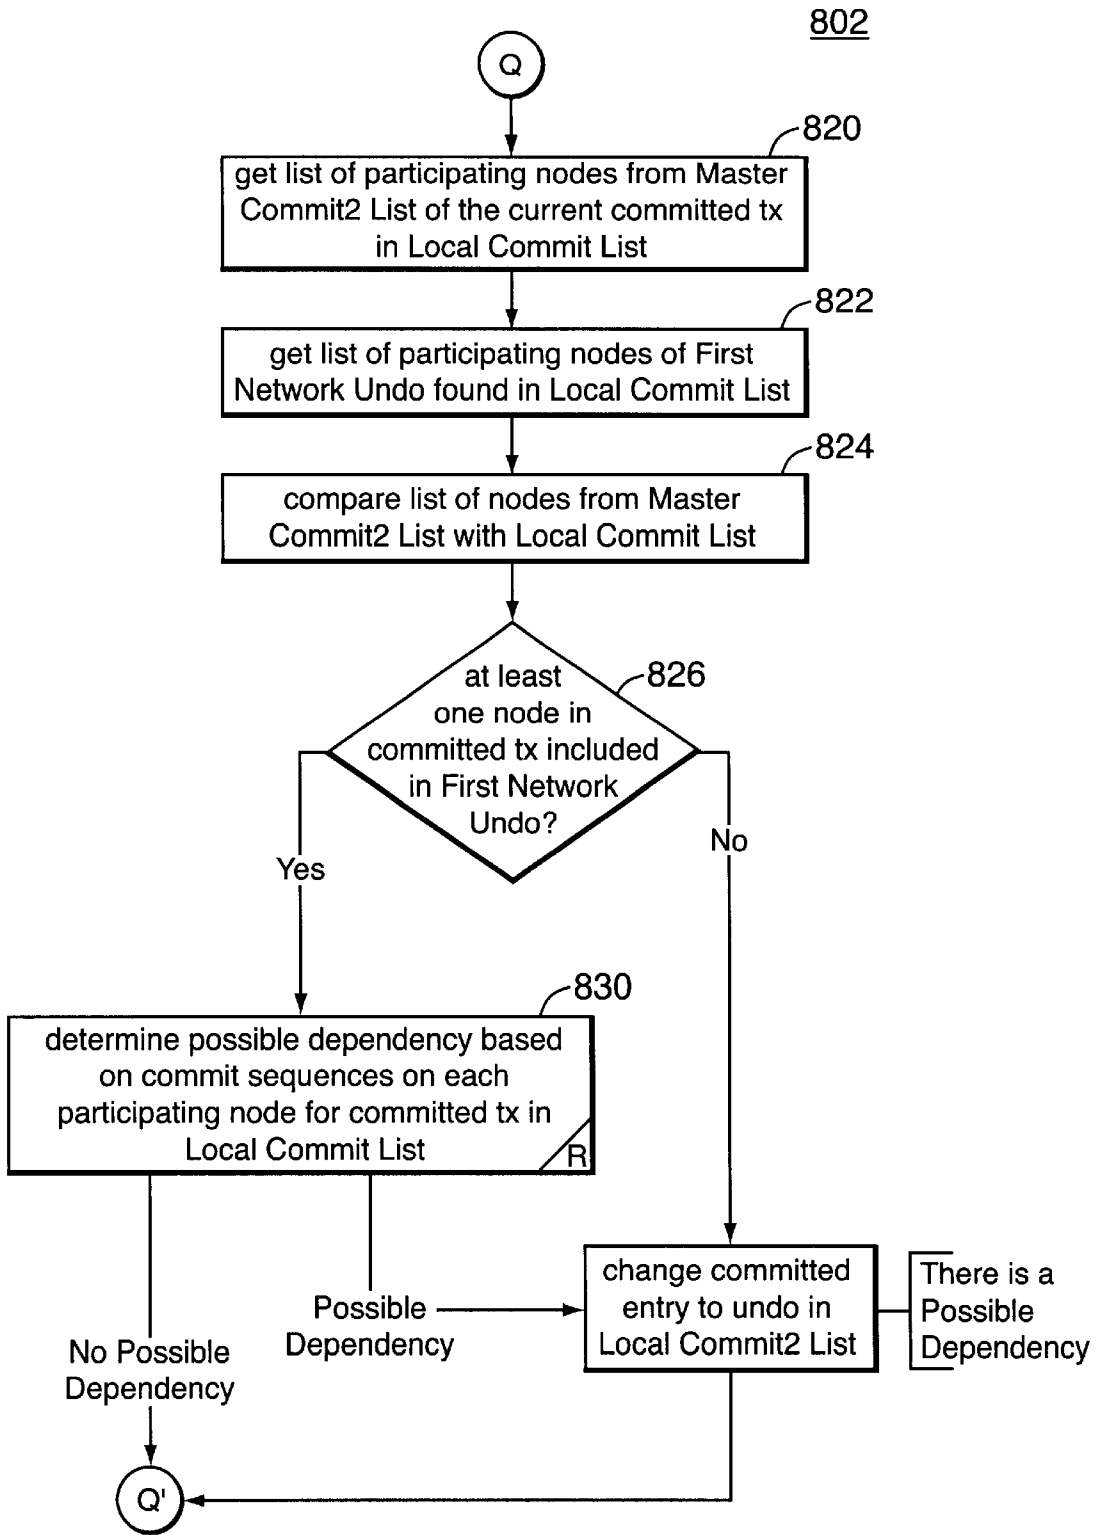 802
Q
820
get list of participating nodes from Master
Commit2 List of the current committed tx
in Local Commit List
822
get list of participating nodes of First
Network Undo found in Local Commit List
824
compare list of nodes from Master
Commit2 List with Local Commit List
826
at least
one node in
committed tx included
in First Network
Undo?
Yes
No
830
determine possible dependency based
on commit sequences on each
participating node for committed tx in
Local Commit List
R
change committed
entry to undo in
Local Commit2 List
There is a
Possible
Dependency
Possible
Dependency
No Possible
Dependency
Q'